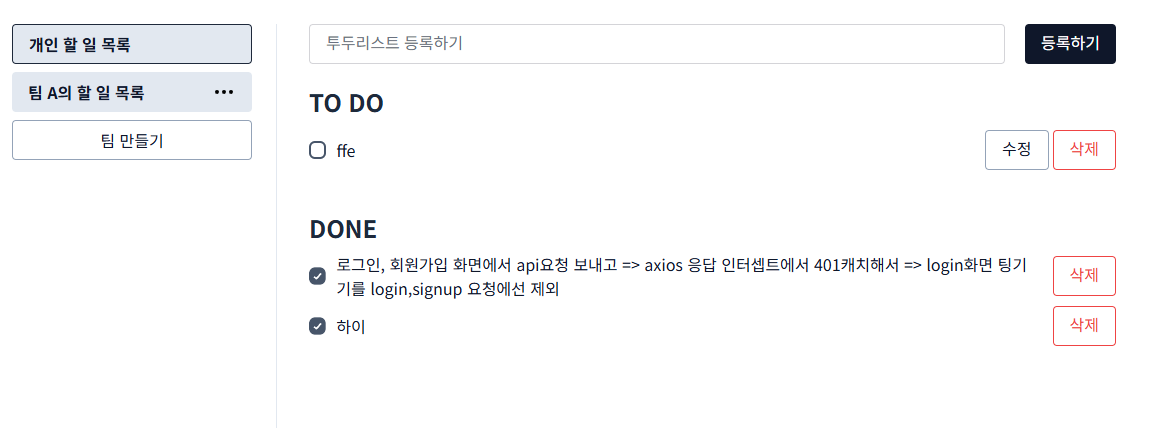 개인 할 일 목록
팀 A의 할 일 목록
팀 만들기
투두리스트 등록하기
등록하기
TO DO
ffe
수정
삭제
DONE
로그인, 회원가입 화면에서 api요청 보내고 => axios 응답 인터셉트에서 401캐치해서 => login화면 팅기
기를 login,signup 요청에선 제외
삭제
하이
삭제